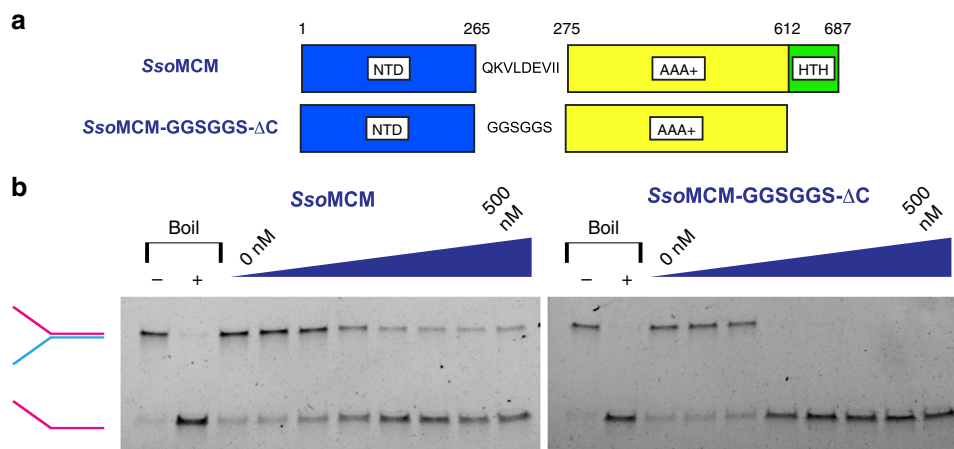 a
1 265 275 612 687
SsoMCM NTD QKVLDEVII AAA+ HTH
SsoMCM-GGSGGS-ΔC NTD GGSGGS AAA+
b
SsoMCM SsoMCM-GGSGGS-ΔC
Boil 0 nM 500 nM Boil 0 nM 500 nM
– + – +